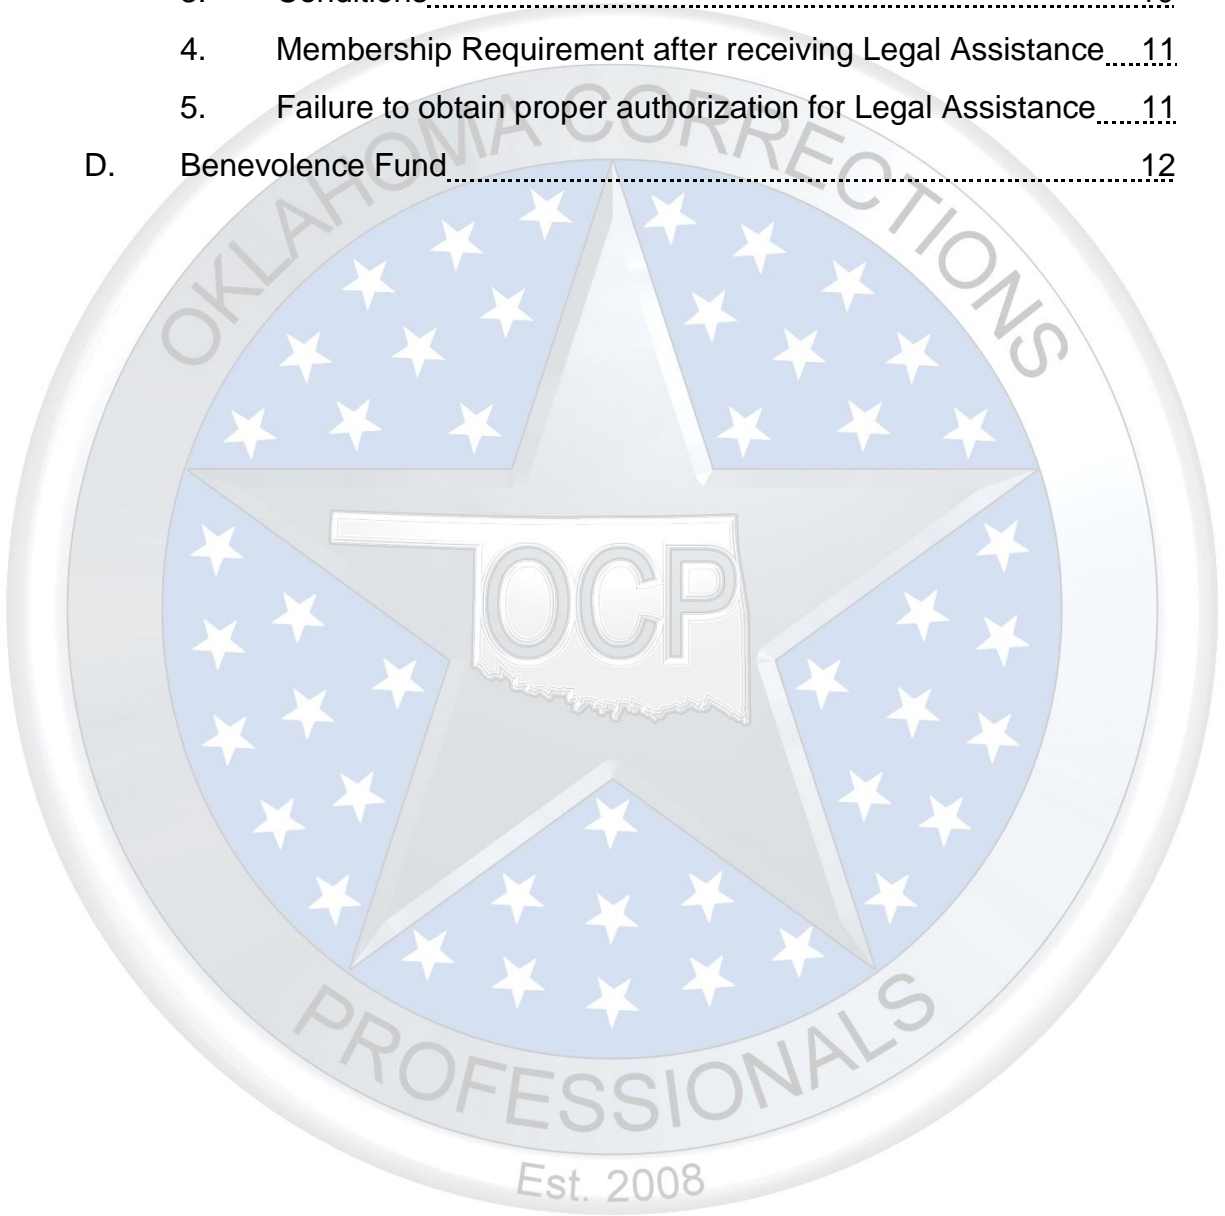 Conditions
4. Membership Requirement after receiving Legal Assistance 11
5. Failure to obtain proper authorization for Legal Assistance 11
D. Benevolence Fund 12
OKLAHOMA CORRECTIONS
OCP
PROFESSIONALS
Est. 2008